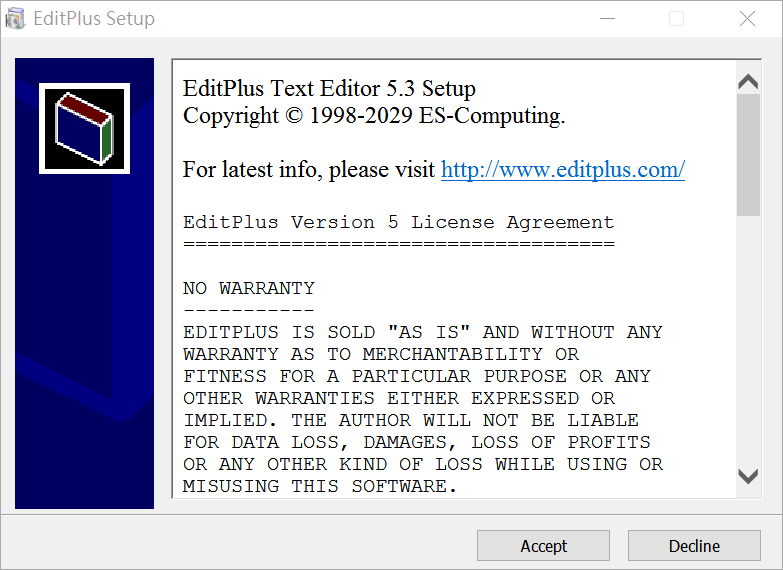 EditPlus Setup
EditPlus Text Editor 5.3 Setup
Copyright © 1998-2029 ES-Computing.
For latest info, please visit http://www.editplus.com/
EditPlus Version 5 License Agreement
====================================
NO WARRANTY
-----------
EDITPLUS IS SOLD "AS IS" AND WITHOUT ANY
WARRANTY AS TO MERCHANTABILITY OR
FITNESS FOR A PARTICULAR PURPOSE OR ANY
OTHER WARRANTIES EITHER EXPRESSED OR
IMPLIED. THE AUTHOR WILL NOT BE LIABLE
FOR DATA LOSS, DAMAGES, LOSS OF PROFITS
OR ANY OTHER KIND OF LOSS WHILE USING OR
MISUSING THIS SOFTWARE.
Accept
Decline